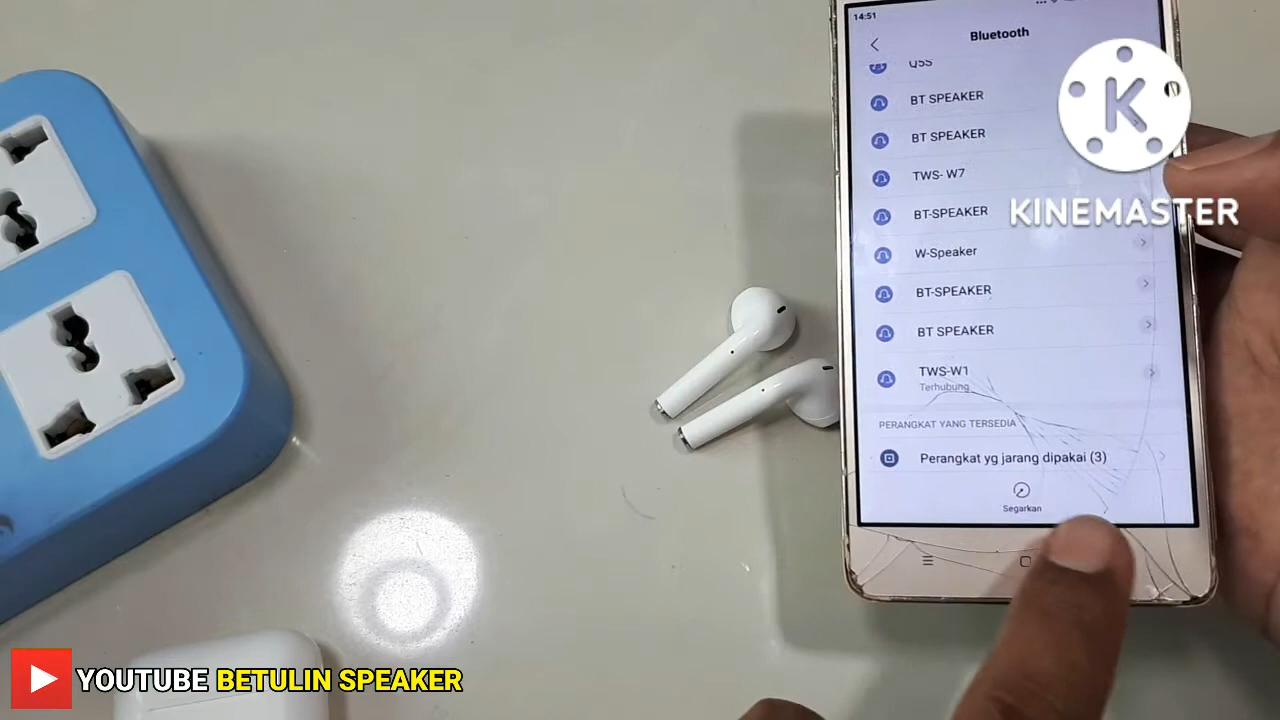 14:51
Bluetooth
Q5S
BT SPEAKER
BT SPEAKER
TWS- W7
BT-SPEAKER
W-Speaker
BT-SPEAKER
BT SPEAKER
TWS-W1
Terhubung
PERANGKAT YANG TERSEDIA
Perangkat yg jarang dipakai (3)
Segarkan
K
KINEMASTER
YOUTUBE BETULIN SPEAKER